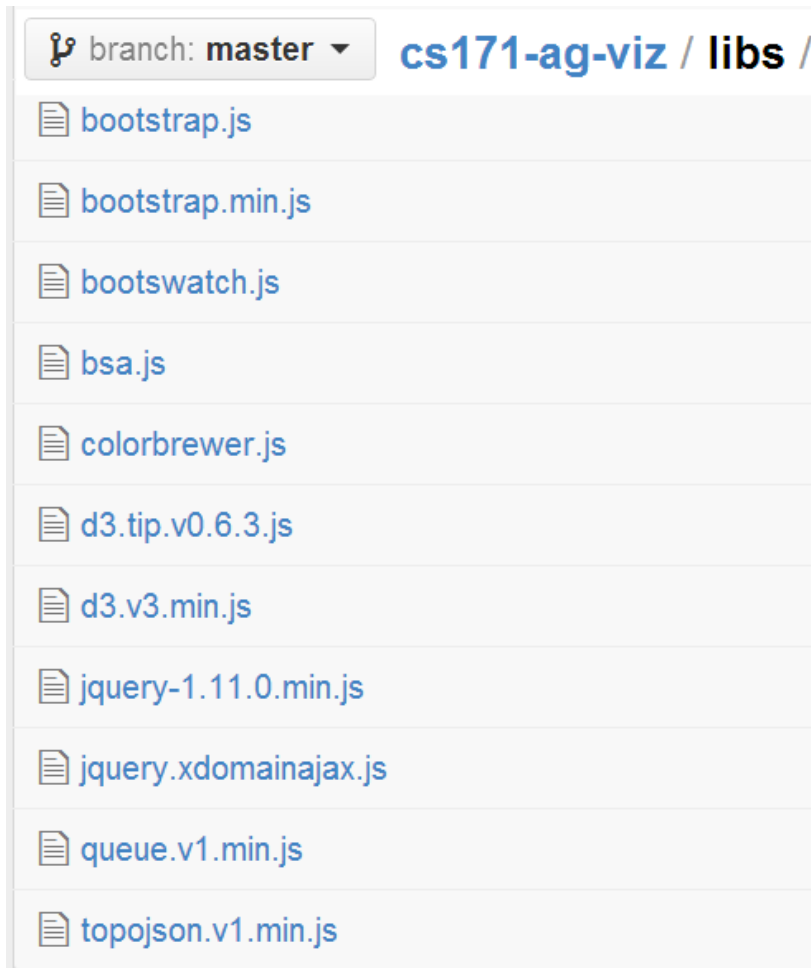 branch: master cs171-ag-viz / libs /
bootstrap.js
bootstrap.min.js
bootswatch.js
bsa.js
colorbrewer.js
d3.tip.v0.6.3.js
d3.v3.min.js
jquery-1.11.0.min.js
jquery.xdomainajax.js
queue.v1.min.js
topojson.v1.min.js